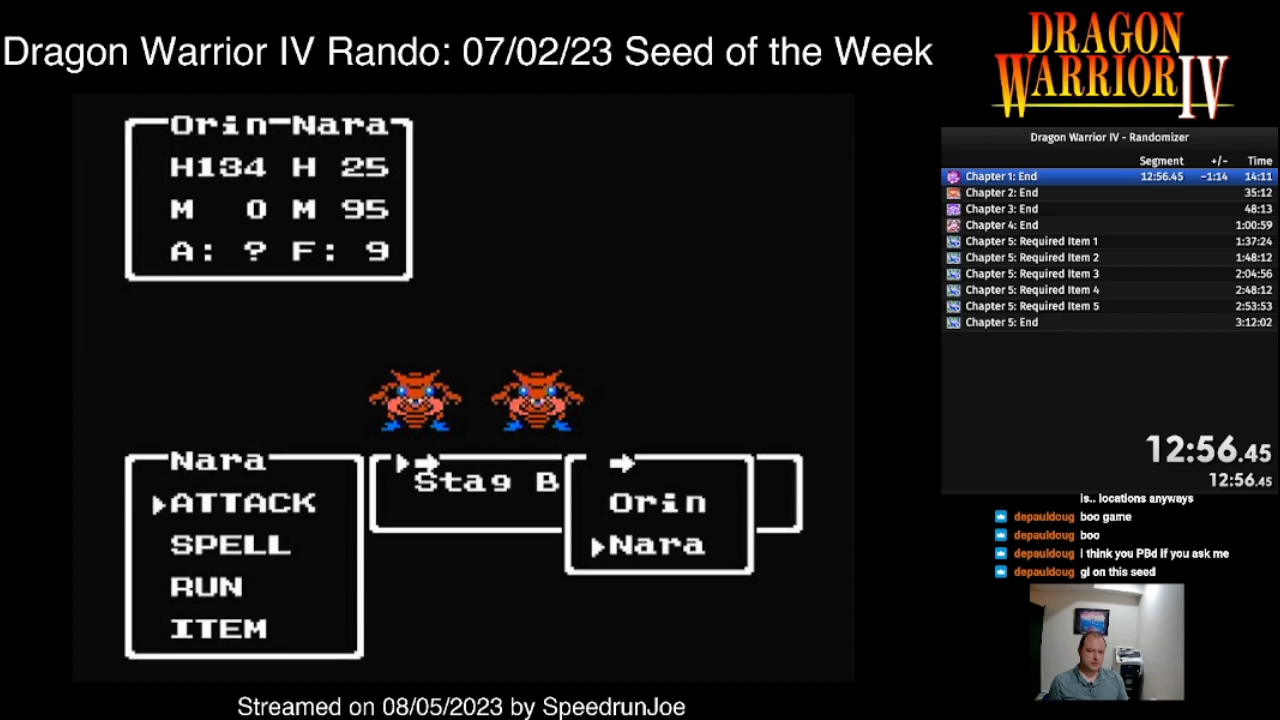 Dragon Warrior IV Rando: 07/02/23 Seed of the Week
DRAGON
WARRIOR IV
Orin Nara
H134 H 25
M 0 M 95
A: ? F: 9
Nara
ATTACK
SPELL
RUN
ITEM
Stag B
Orin
Nara
Dragon Warrior IV - Randomizer
Segment +/- Time
Chapter 1: End 12:56.45 -1:14 14:11
Chapter 2: End 35:12
Chapter 3: End 48:13
Chapter 4: End 1:00:59
Chapter 5: Required Item 1 1:37:24
Chapter 5: Required Item 2 1:48:12
Chapter 5: Required Item 3 2:04:56
Chapter 5: Required Item 4 2:48:12
Chapter 5: Required Item 5 2:53:53
Chapter 5: End 3:12:02
12:56.45
12:56.45
is.. locations anyways
depauldoug boo game
depauldoug boo
depauldoug i think you PBd if you ask me
depauldoug gl on this seed
Streamed on 08/05/2023 by SpeedrunJoe